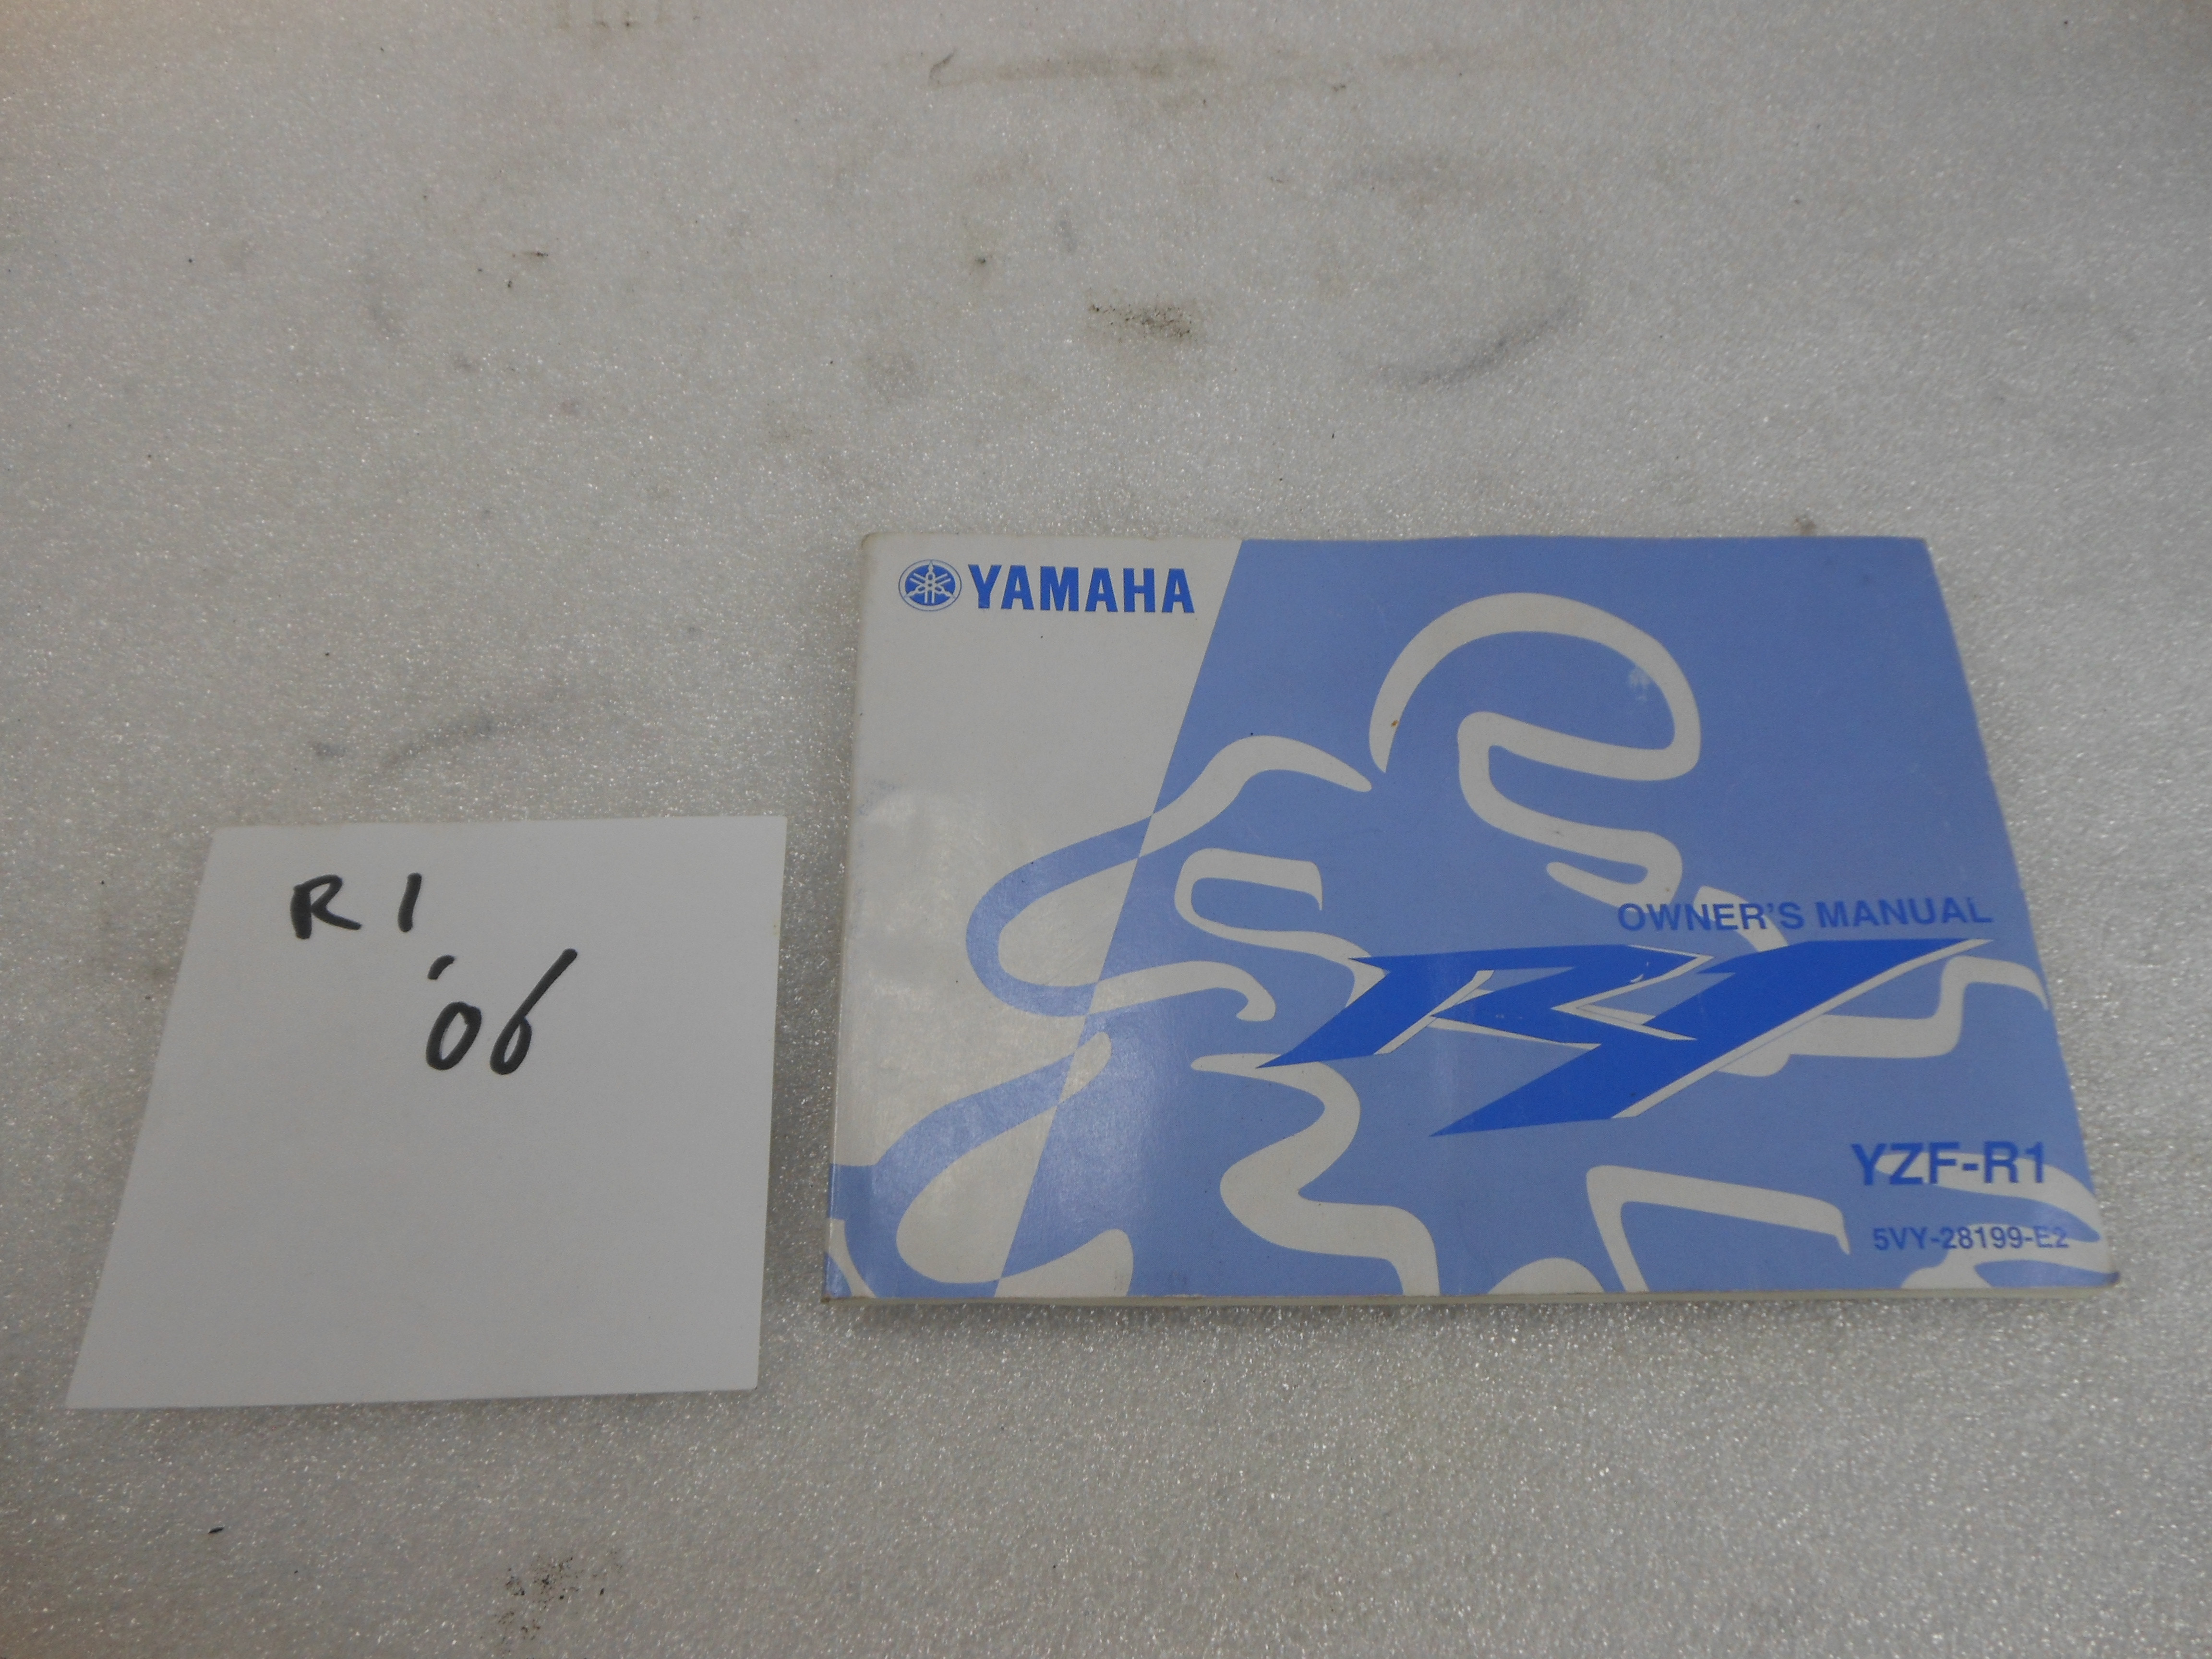 R1
'06
YAMAHA
OWNER'S MANUAL
R1
YZF-R1
5VY-28199-E2